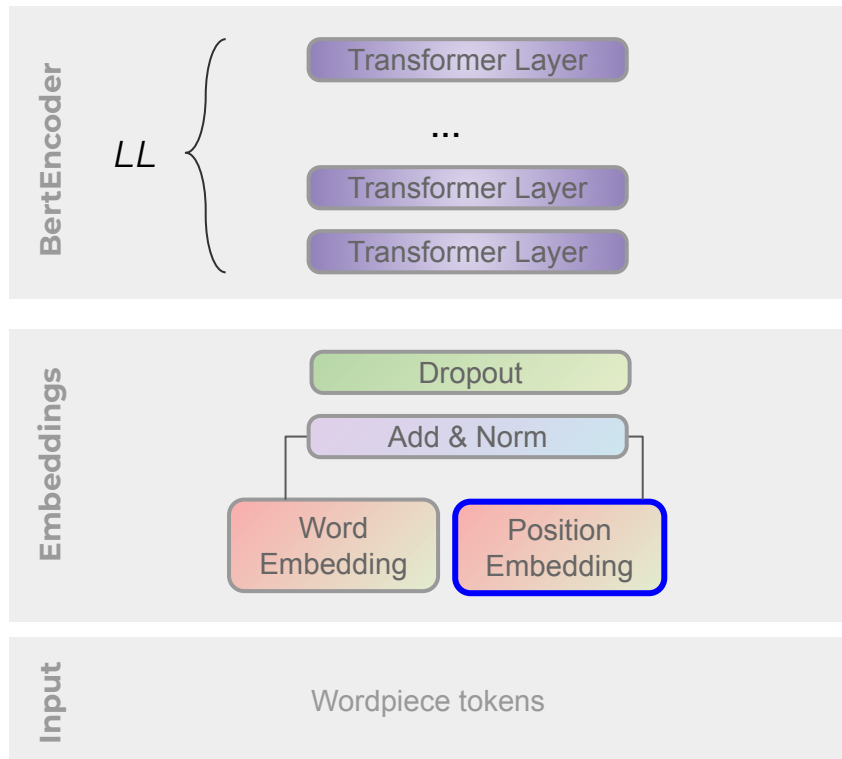 BertEncoder
LL
Transformer Layer
...
Transformer Layer
Transformer Layer
Embeddings
Dropout
Add & Norm
Word
Embedding
Position
Embedding
Input
Wordpiece tokens